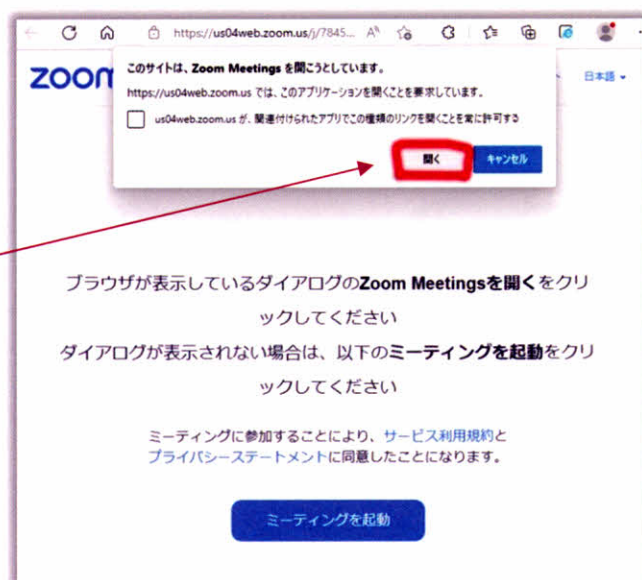 https://us04web.zoom.us/j/7845...
zoom
日本語
このサイトは、Zoom Meetings を開こうとしています。
https://us04web.zoom.us では、このアプリケーションを開くことを要求しています。
us04web.zoom.us が、関連付けられたアプリでこの種類のリンクを開くことを常に許可する
開く キャンセル
ブラウザが表示しているダイアログのZoom Meetingsを開くをクリ
ックしてください
ダイアログが表示されない場合は、以下のミーティングを起動をクリ
ックしてください
ミーティングに参加することにより、サービス利用規約と
プライバシーステートメントに同意したことになります。
ミーティングを起動